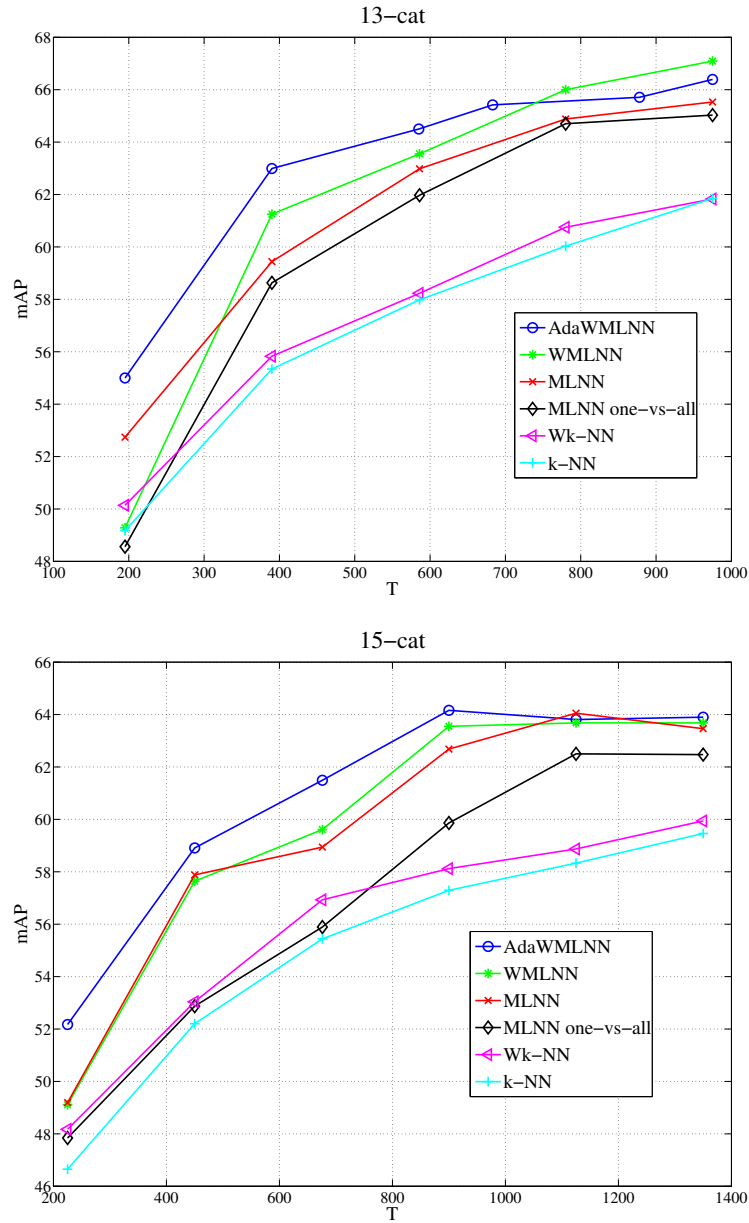 13−cat
68
66
64
62
60
58
56
54
52
50
48
mAP
100
200
300
400
500
600
700
800
900
1000
T
AdaWMLNN
WMLNN
MLNN
MLNN one−vs−all
Wk−NN
k−NN
15−cat
66
64
62
60
58
56
54
52
50
48
46
mAP
200
400
600
800
1000
1200
1400
T
AdaWMLNN
WMLNN
MLNN
MLNN one−vs−all
Wk−NN
k−NN